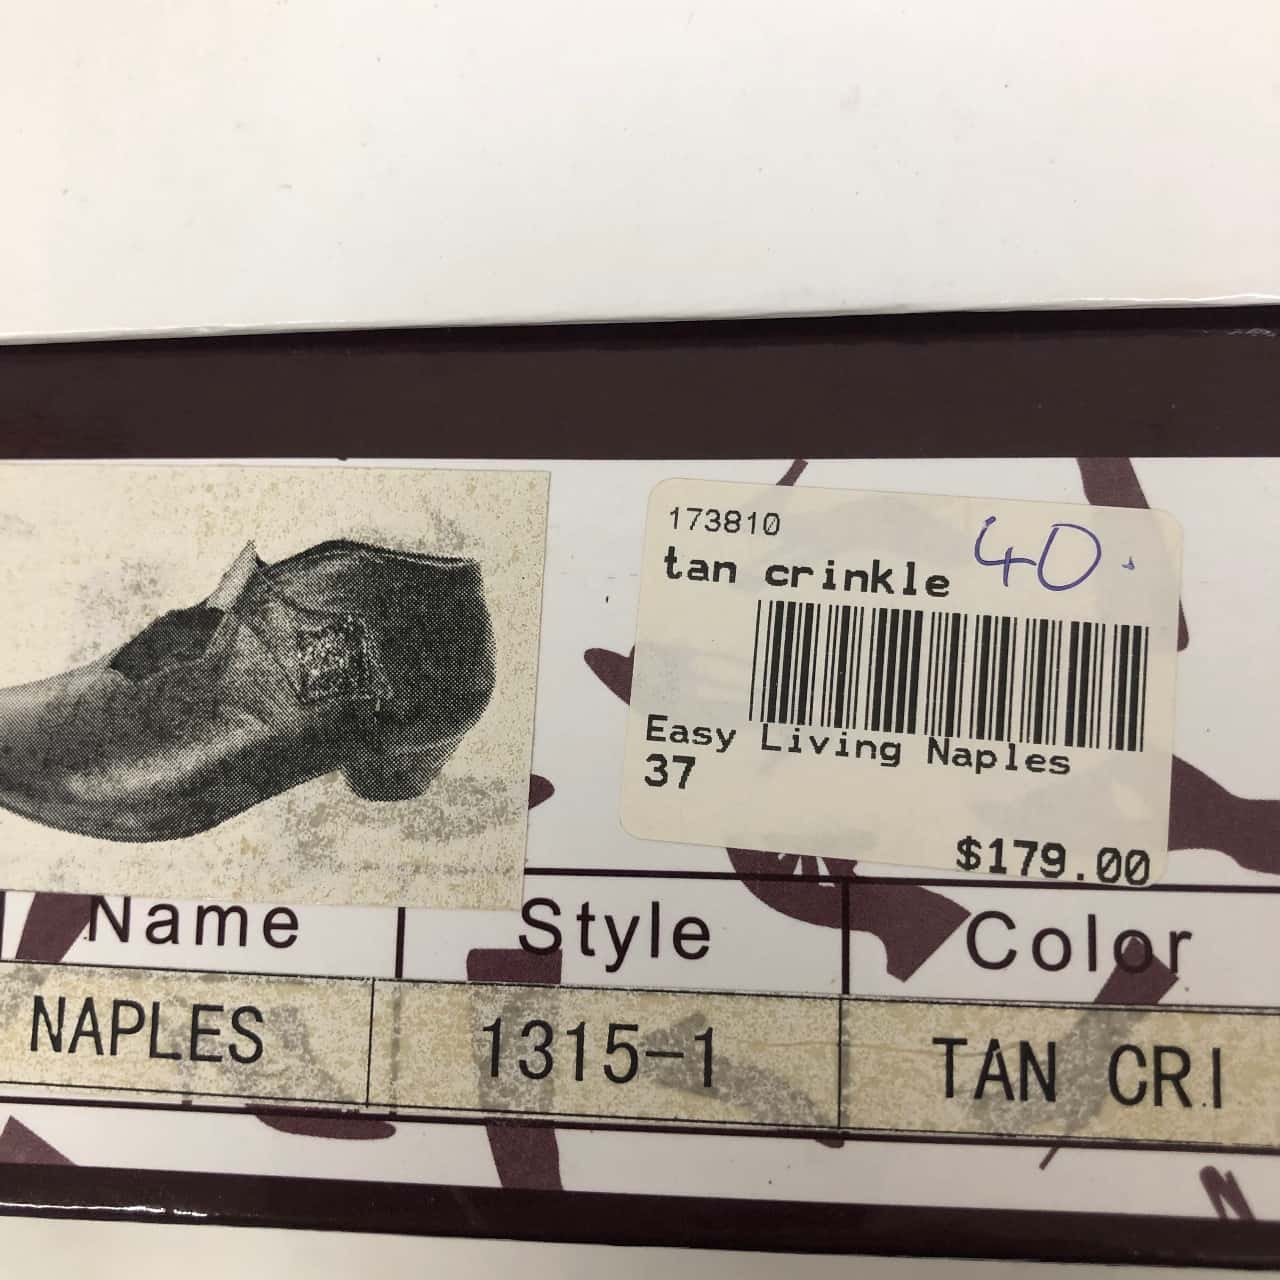 173810
tan crinkle
40.
Easy Living Naples
37
$179.00
Name Style Color
NAPLES 1315-1 TAN CRI